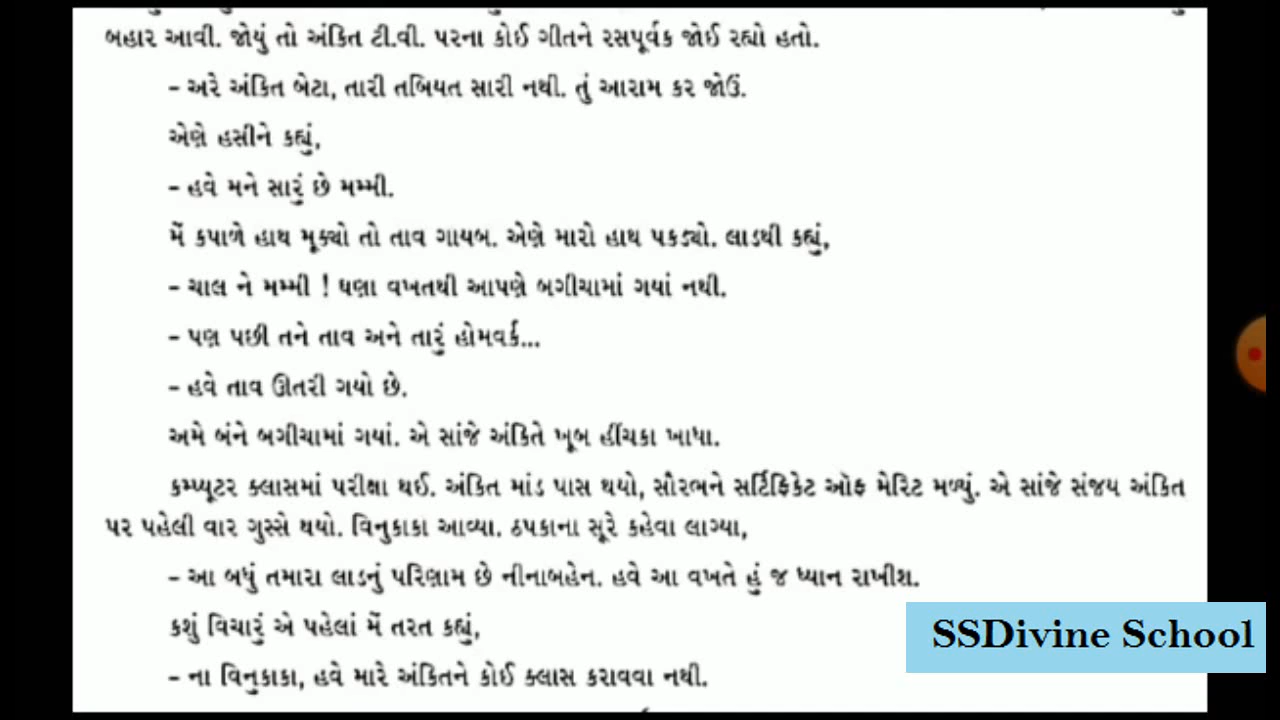 બહાર આવી. જોયું તો અંકિત ટી.વી. પરના કોઈ ગીતને રસપૂર્વક જોઈ રહ્યો હતો.
– અરે અંકિત બેટા, તારી તબિયત સારી નથી. તું આરામ કર જોઉં.
એણે હસીને કહ્યું,
– હવે મને સારું છે મમ્મી.
મેં કપાળે હાથ મૂક્યો તો તાવ ગાયબ. એણે મારો હાથ પકડ્યો. લાડથી કહ્યું,
– ચાલ ને મમ્મી ! ઘણા વખતથી આપણે બગીચામાં ગયાં નથી.
– પણ પછી તને તાવ અને તારું હોમવર્ક...
– હવે તાવ ઊતરી ગયો છે.
અમે બંને બગીચામાં ગયાં. એ સાંજે અંકિતે ખૂબ હીંચકા ખાધા.
કમ્પ્યૂટર ક્લાસમાં પરીક્ષા થઈ. અંકિત માંડ પાસ થયો, સૌરભને સર્ટિફિકેટ ઑફ મેરિટ મળ્યું. એ સાંજે સંજય અંકિત
પર પહેલી વાર ગુસ્સે થયો. વિનુકાકા આવ્યા. ઠપકાના સૂરે કહેવા લાગ્યા,
– આ બધું તમારા લાડનું પરિણામ છે નીનાબહેન. હવે આ વખતે હું જ ધ્યાન રાખીશ.
કશું વિચારું એ પહેલાં મેં તરત કહ્યું,
– ના વિનુકાકા, હવે મારે અંકિતને કોઈ ક્લાસ કરાવવા નથી.
SSDivine School